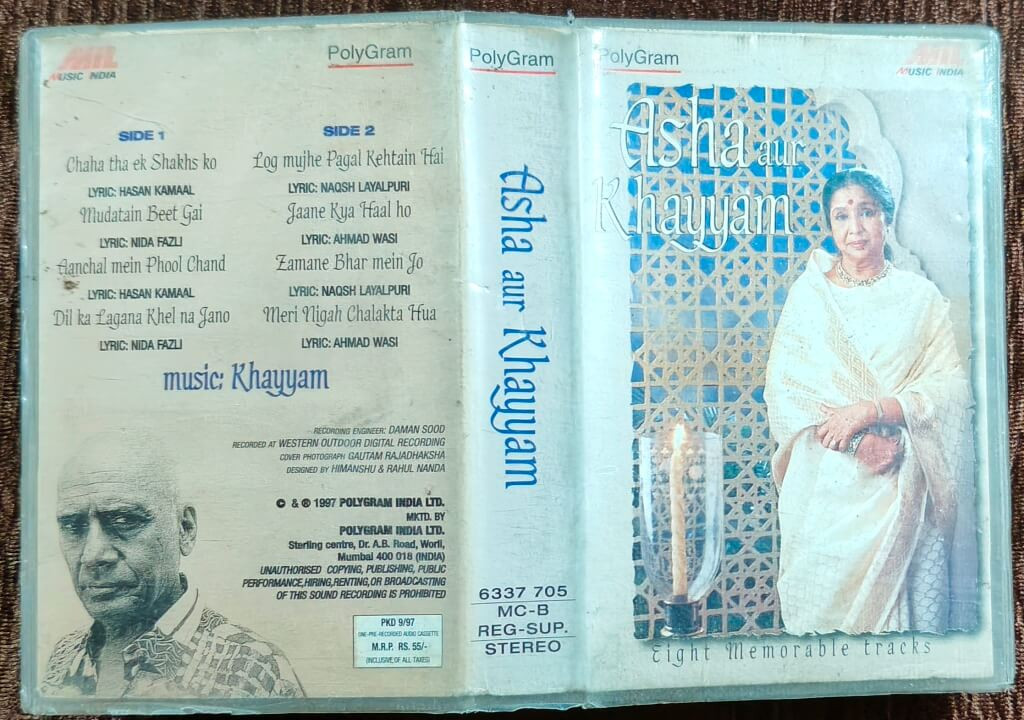 MIL
MUSIC INDIA
PolyGram
SIDE 1
Chaha tha ek Shakhs ko
LYRIC: HASAN KAMAAL
Mudatain Beet Gai
LYRIC: NIDA FAZLI
Aanchal mein Phool Chand
LYRIC: HASAN KAMAAL
Dil ka Lagana Khel na Jano
LYRIC: NIDA FAZLI
SIDE 2
Log mujhe Pagal Kehtain Hai
LYRIC: NAQSH LAYALPURI
Jaane Kya Haal ho
LYRIC: AHMAD WASI
Zamane Bhar mein Jo
LYRIC: NAQSH LAYALPURI
Meri Nigah Chalakta Hua
LYRIC: AHMAD WASI
music: Khayyam
RECORDING ENGINEER: DAMAN SOOD
RECORDED AT WESTERN OUTDOOR DIGITAL RECORDING
COVER PHOTOGRAPH GAUTAM RAJADHAKSHA
DESIGNED BY HIMANSHU & RAHUL NANDA
© & ℗ 1997 POLYGRAM INDIA LTD.
MKTD. BY
POLYGRAM INDIA LTD.
Sterling centre, Dr. A.B. Road, Worli,
Mumbai 400 018 (INDIA)
UNAUTHORISED COPYING, PUBLISHING, PUBLIC
PERFORMANCE,HIRING,RENTING,OR BROADCASTING
OF THIS SOUND RECORDING IS PROHIBITED
PKD 9/97
ONE-PRE-RECORDED AUDIO CASSETTE
M.R.P. RS. 55/-
(INCLUSIVE OF ALL TAXES)
PolyGram
Asha aur Khayyam
6337 705
MC-B
REG-SUP.
STEREO
PolyGram
MIL
MUSIC INDIA
Asha aur
Khayyam
Eight Memorable tracks